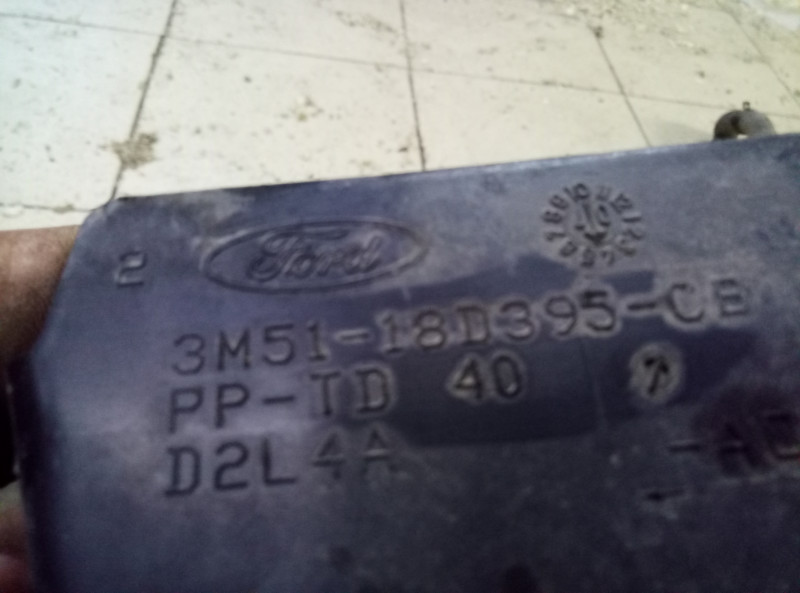 2 Ford
3M51-18D395-CB
PP-TD 40
D2L4A